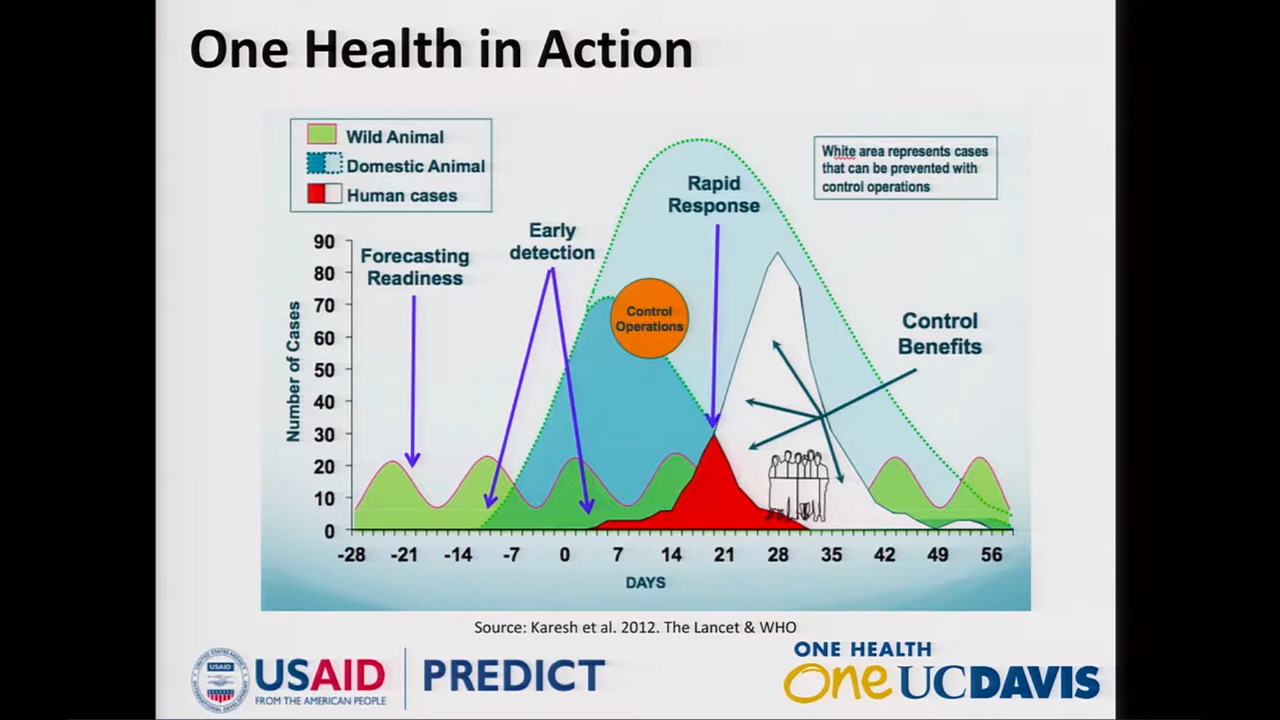 One Health in Action
Wild Animal
Domestic Animal
Human cases
White area represents cases
that can be prevented with
control operations
Rapid
Response
Early
detection
Forecasting
Readiness
Control
Operations
Control
Benefits
Number of Cases
90
80
70
60
50
40
30
20
10
0
-28 -21 -14 -7 0 7 14 21 28 35 42 49 56
DAYS
Source: Karesh et al. 2012. The Lancet & WHO
USAID
USAID
FROM THE AMERICAN PEOPLE
PREDICT
ONE HEALTH
One UCDAVIS